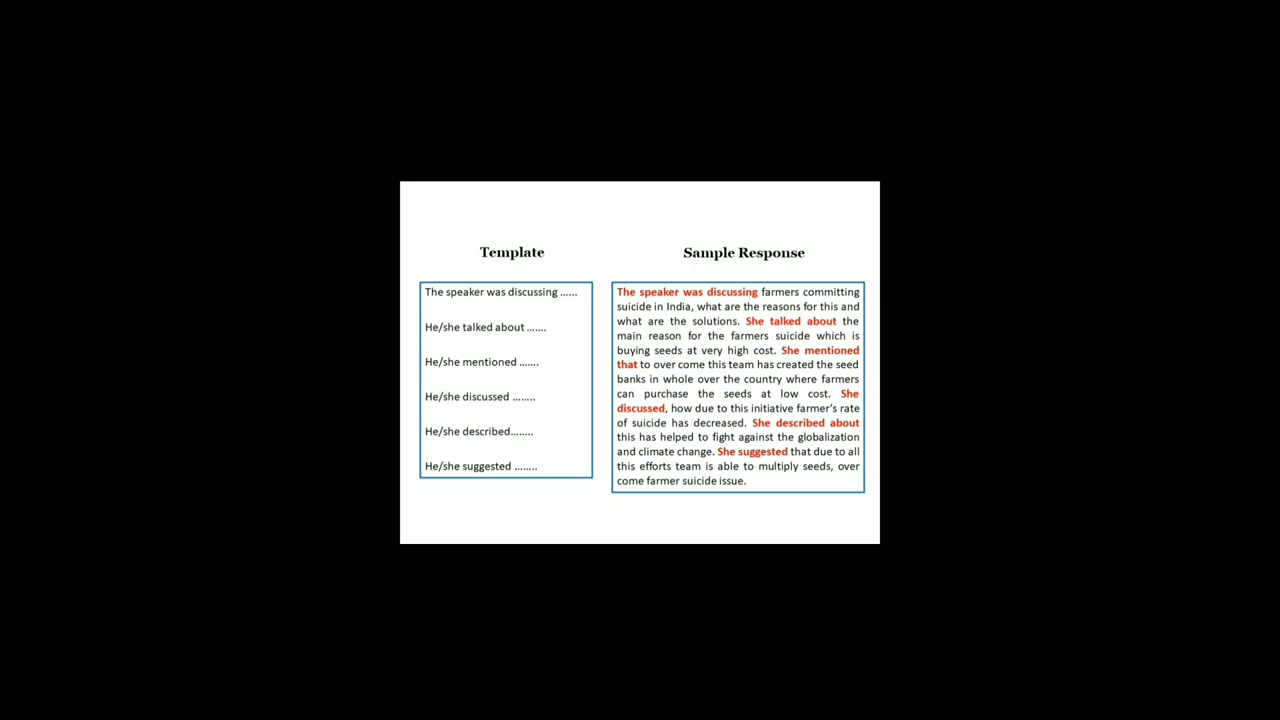 Template
The speaker was discussing ......
He/she talked about .......
He/she mentioned .......
He/she discussed ........
He/she described........
He/she suggested ........
Sample Response
The speaker was discussing farmers committing
suicide in India, what are the reasons for this and
what are the solutions. She talked about the
main reason for the farmers suicide which is
buying seeds at very high cost. She mentioned
that to over come this team has created the seed
banks in whole over the country where farmers
can purchase the seeds at low cost. She
discussed, how due to this initiative farmer's rate
of suicide has decreased. She described about
this has helped to fight against the globalization
and climate change. She suggested that due to all
this efforts team is able to multiply seeds, over
come farmer suicide issue.